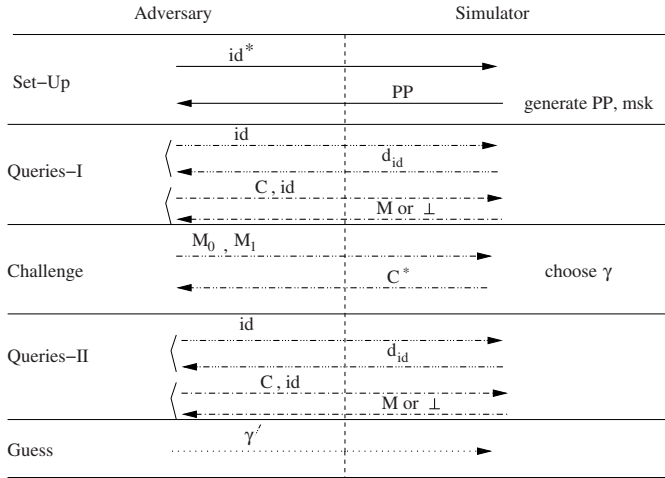 Adversary Simulator
id*
Set-Up
PP
generate PP, msk
id
Queries-I
d_id
C , id
M or ⊥
M_0 , M_1
Challenge
C*
choose γ
id
Queries-II
d_id
C , id
M or ⊥
γ′
Guess